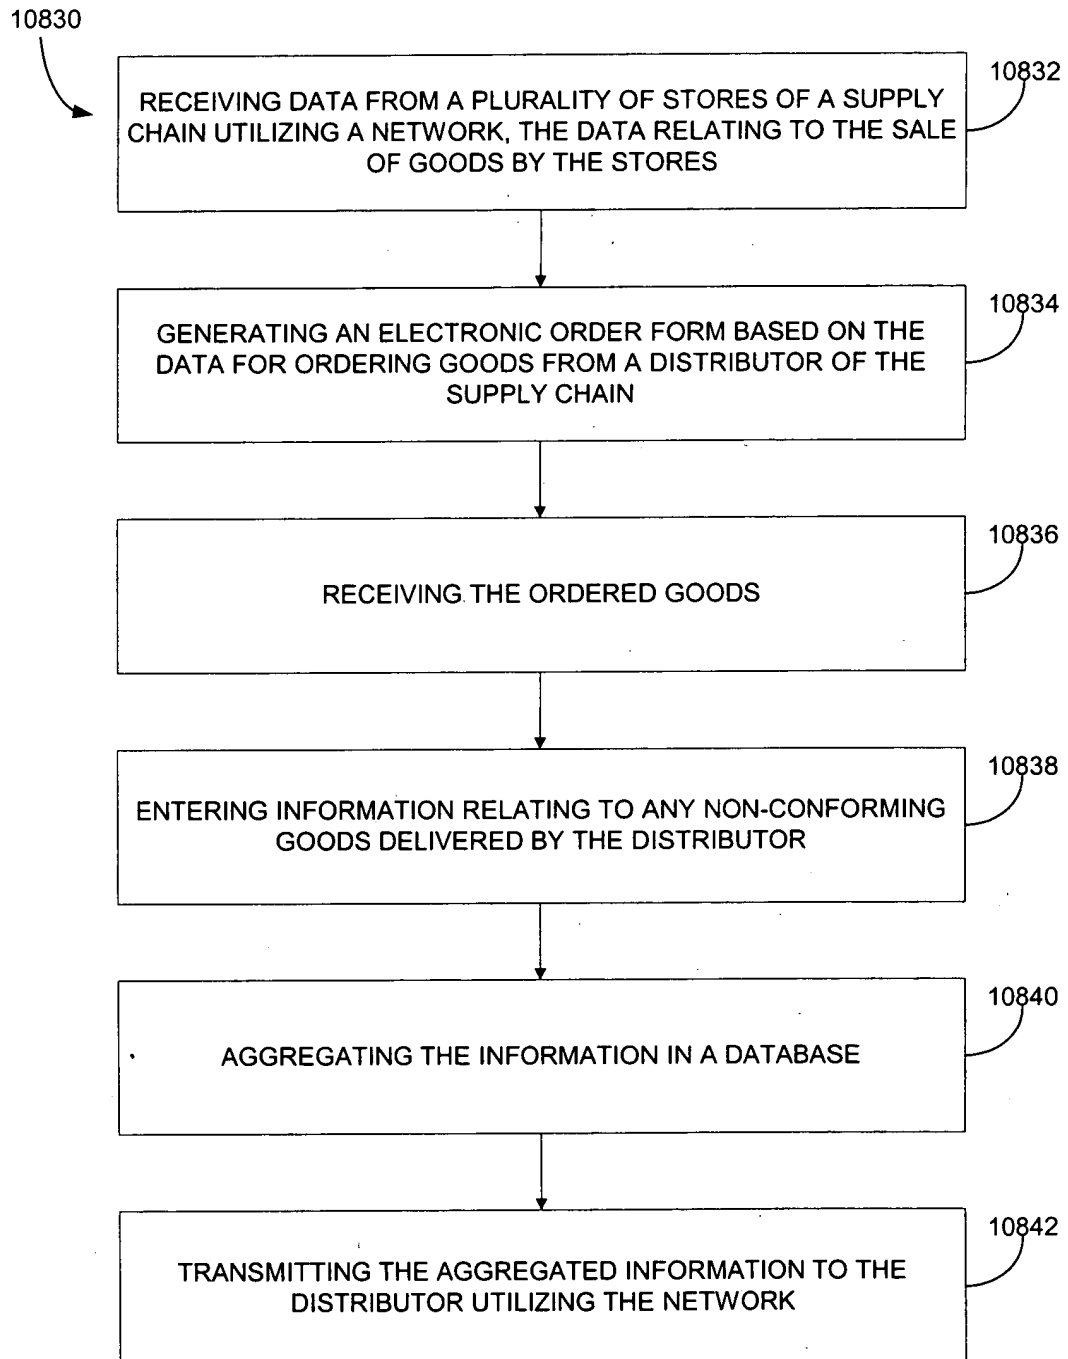 10830
10832
RECEIVING DATA FROM A PLURALITY OF STORES OF A SUPPLY
CHAIN UTILIZING A NETWORK, THE DATA RELATING TO THE SALE
OF GOODS BY THE STORES
10834
GENERATING AN ELECTRONIC ORDER FORM BASED ON THE
DATA FOR ORDERING GOODS FROM A DISTRIBUTOR OF THE
SUPPLY CHAIN
10836
RECEIVING THE ORDERED GOODS
10838
ENTERING INFORMATION RELATING TO ANY NON-CONFORMING
GOODS DELIVERED BY THE DISTRIBUTOR
10840
AGGREGATING THE INFORMATION IN A DATABASE
10842
TRANSMITTING THE AGGREGATED INFORMATION TO THE
DISTRIBUTOR UTILIZING THE NETWORK